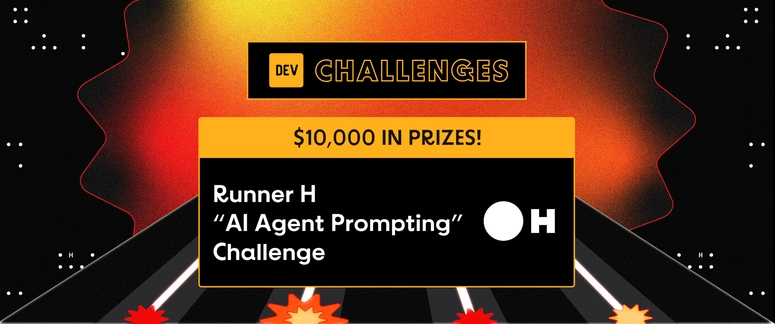 DEV CHALLENGES
$10,000 IN PRIZES!
Runner H
“AI Agent Prompting”
Challenge
H